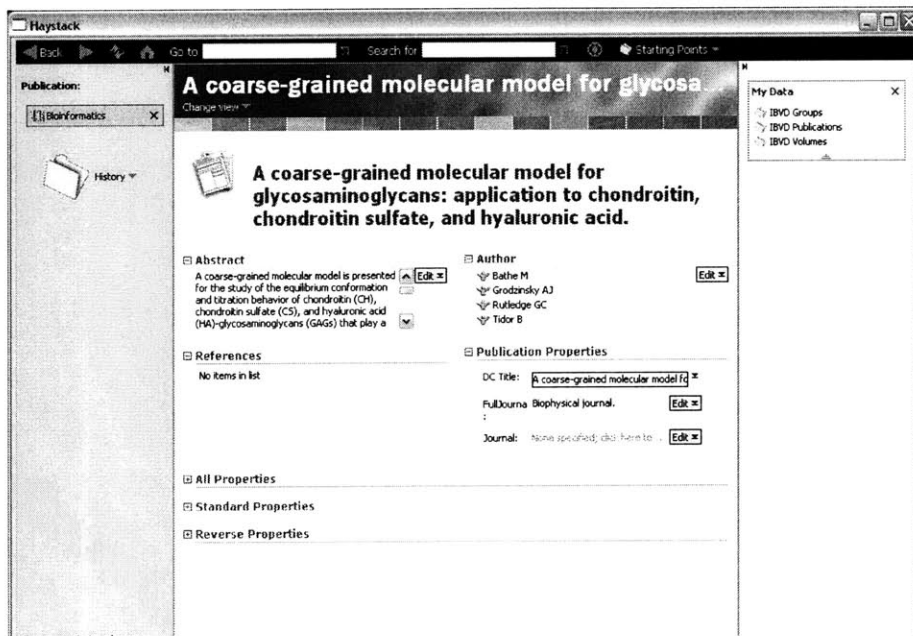 Haystack
Back
Go to
Search for
Starting Points
Publication:
Bioinformatics
History
A coarse-grained molecular model for glycosa...
Change view
A coarse-grained molecular model for
glycosaminoglycans: application to chondroitin,
chondroitin sulfate, and hyaluronic acid.
Abstract
A coarse-grained molecular model is presented
for the study of the equilibrium conformation
and titration behavior of chondroitin (CH),
chondroitin sulfate (CS), and hyaluronic acid
(HA)-glycosaminoglycans (GAGs) that play a
Edit
References
No items in list
Author
Bathe M
Grodzinsky AJ
Rutledge GC
Tidor B
Edit
Publication Properties
DC Title: A coarse-grained molecular model fo
FullJourna Biophysical journal. Edit
:
Journal: None specified; click here to ... Edit
All Properties
Standard Properties
Reverse Properties
My Data
IBVD Groups
IBVD Publications
IBVD Volumes